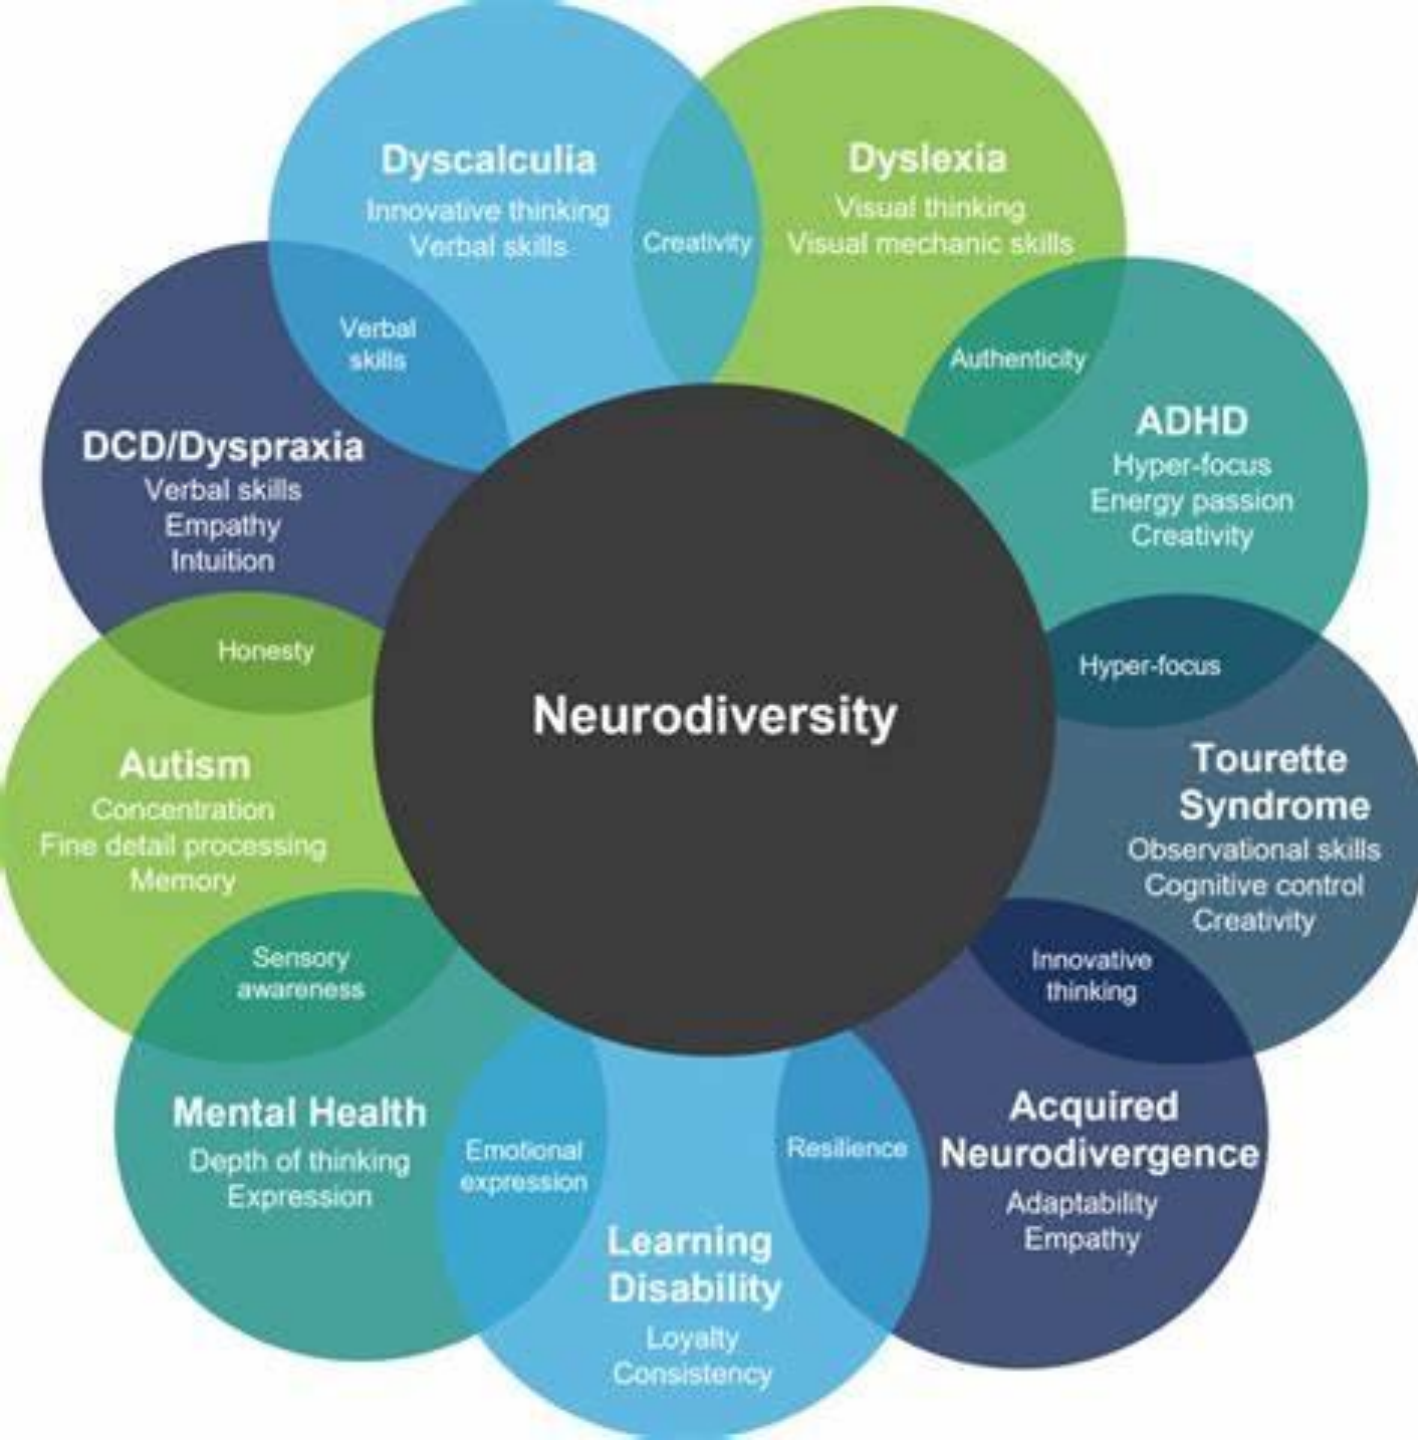 Dyscalculia
Innovative thinking
Verbal skills
Creativity
Dyslexia
Visual thinking
Visual mechanic skills
Authenticity
ADHD
Hyper-focus
Energy passion
Creativity
Hyper-focus
Tourette
Syndrome
Observational skills
Cognitive control
Creativity
Innovative
thinking
Acquired
Neurodivergence
Adaptability
Empathy
Resilience
Learning
Disability
Loyalty
Consistency
Emotional
expression
Mental Health
Depth of thinking
Expression
Sensory
awareness
Autism
Concentration
Fine detail processing
Memory
Honesty
DCD/Dyspraxia
Verbal skills
Empathy
Intuition
Verbal
skills
Neurodiversity